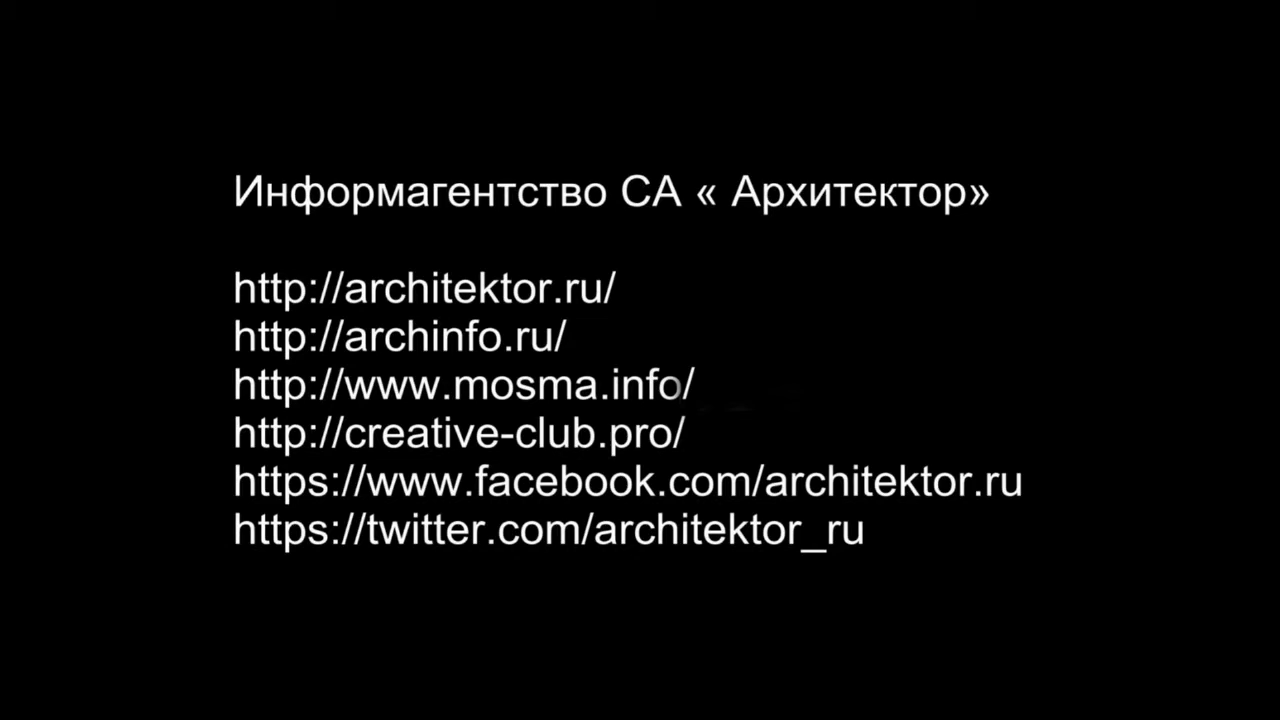 Информагентство СА « Архитектор»
http://architektor.ru/
http://archinfo.ru/
http://www.mosma.info/
http://creative-club.pro/
https://www.facebook.com/architektor.ru
https://twitter.com/architektor_ru